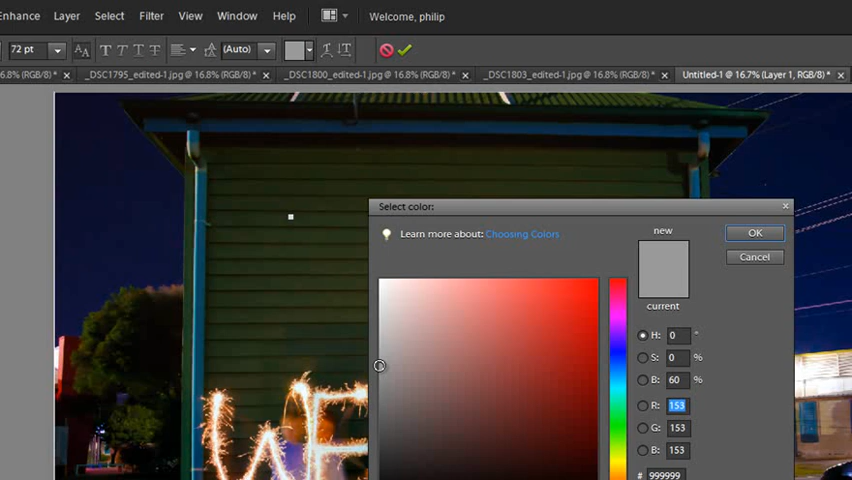 Enhance Layer Select Filter View Window Help Welcome, philip
72 pt (Auto)
6.8% (RGB/8) * _DSC1795_edited-1.jpg @ 16.8% (RGB/8) * _DSC1800_edited-1.jpg @ 16.8% (RGB/8) * _DSC1803_edited-1.jpg @ 16.8% (RGB/8) * Untitled-1 @ 16.7% (Layer 1, RGB/8) *
Select color:
Learn more about: Choosing Colors
new
OK
Cancel
current
H: 0 °
S: 0 %
B: 60 %
R: 153
G: 153
B: 153
# 999999
WE